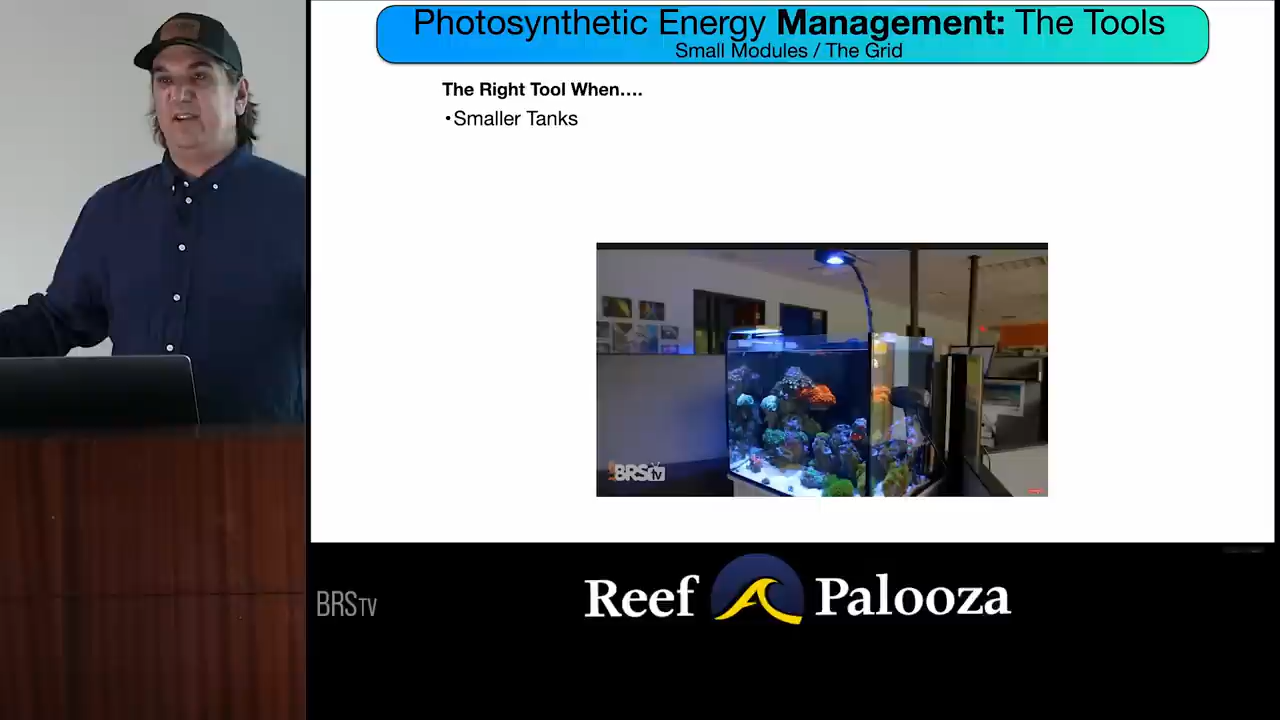 Photosynthetic Energy Management: The Tools
Small Modules / The Grid
The Right Tool When....
•Smaller Tanks
BRStv
BRSTV
Reef Palooza